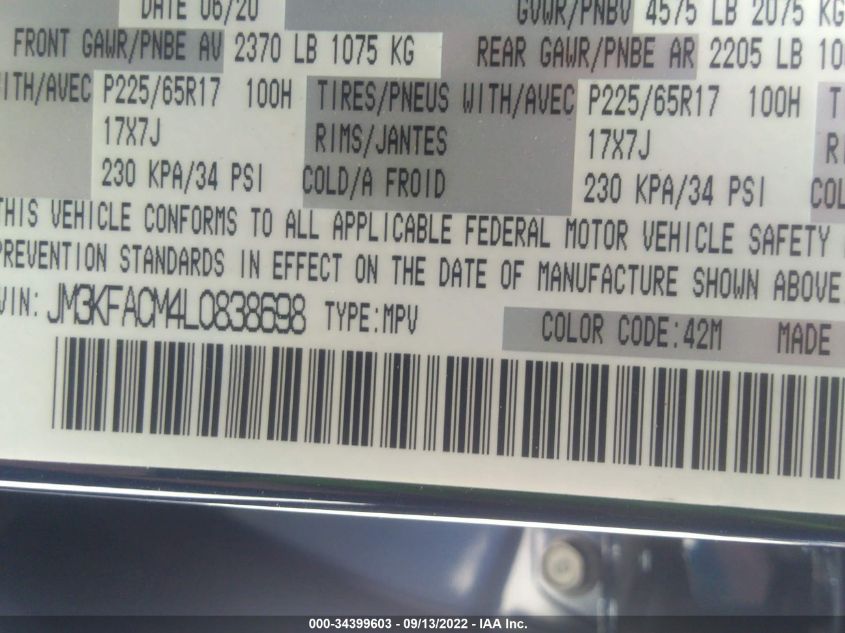 DATE 06/20 GVWR/PNBV 4575 LB 2075 KG
FRONT GAWR/PNBE AV 2370 LB 1075 KG REAR GAWR/PNBE AR 2205 LB
WITH/AVEC P225/65R17 100H TIRES/PNEUS WITH/AVEC P225/65R17 100H
17X7J RIMS/JANTES 17X7J
230 KPA/34 PSI COLD/A FROID 230 KPA/34 PSI
THIS VEHICLE CONFORMS TO ALL APPLICABLE FEDERAL MOTOR VEHICLE SAFETY
PREVENTION STANDARDS IN EFFECT ON THE DATE OF MANUFACTURE SHOWN ABOVE.
VIN: JM3KFACM4L0838698 TYPE:MPV COLOR CODE:42M MADE
000-34399603 - 09/13/2022 - IAA Inc.